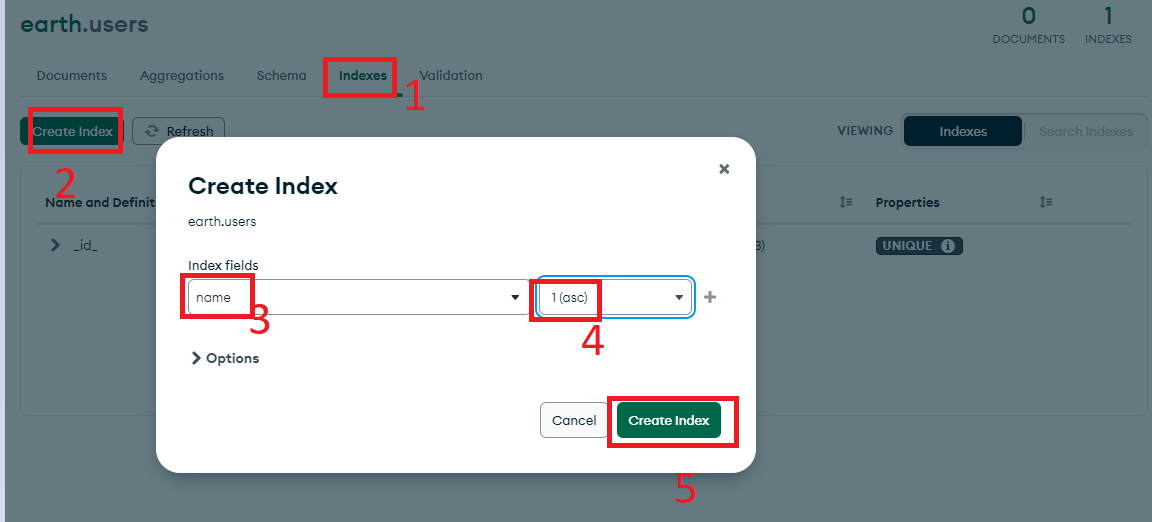 earth.users
0 1
DOCUMENTS INDEXES
Documents Aggregations Schema Indexes Validation
1
Create Index Refresh
VIEWING Indexes Search Indexes
2
Name and Definit
Properties
_id_
3)
UNIQUE
Create Index
earth.users
Index fields
name 1 (asc)
3
4
Options
Cancel Create Index
5